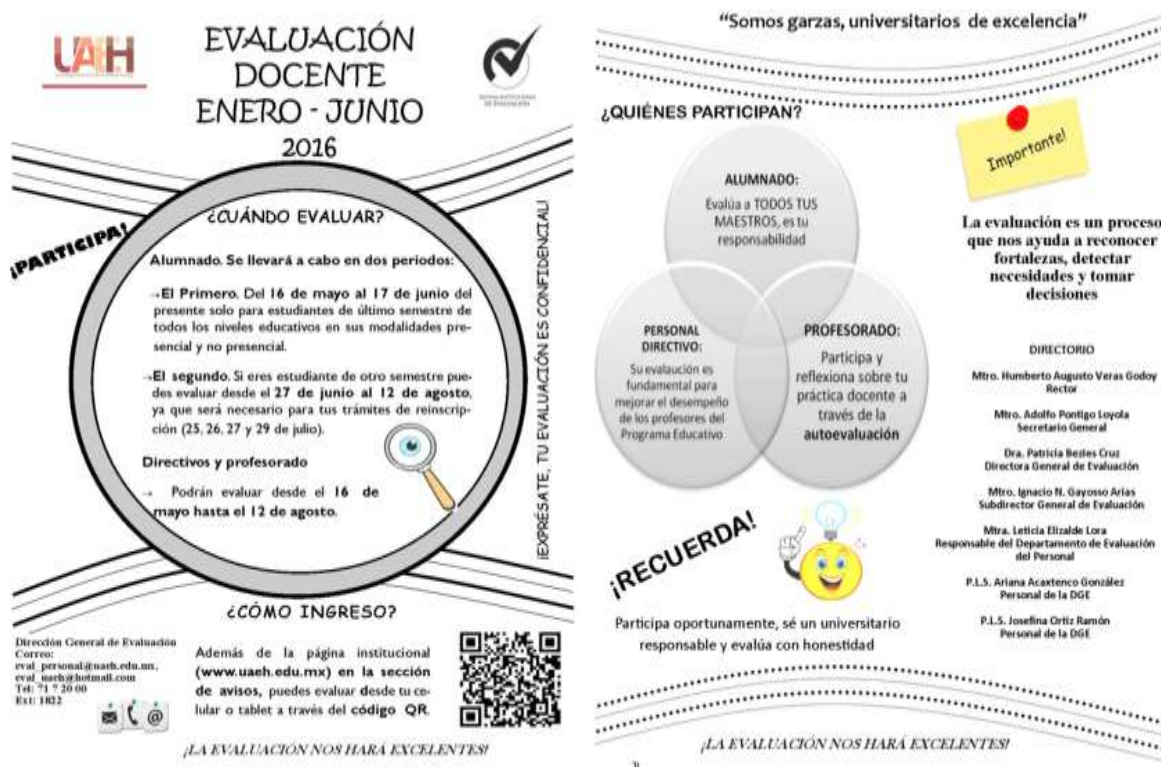 UAEH
EVALUACIÓN
DOCENTE
ENERO - JUNIO
2016
SISTEMA INSTITUCIONAL
DE EVALUACIÓN
¡PARTICIPA!
¿CUÁNDO EVALUAR?
Alumnado. Se llevará a cabo en dos periodos:
→El Primero. Del 16 de mayo al 17 de junio del
presente solo para estudiantes de último semestre de
todos los niveles educativos en sus modalidades pre-
sencial y no presencial.
→El segundo. Si eres estudiante de otro semestre pue-
des evaluar desde el 27 de junio al 12 de agosto,
ya que será necesario para tus trámites de reinscrip-
ción (25, 26, 27 y 29 de julio).
Directivos y profesorado
→ Podrán evaluar desde el 16 de
mayo hasta el 12 de agosto.
¡EXPRÉSATE, TU EVALUACIÓN ES CONFIDENCIAL!
¿CÓMO INGRESO?
Dirección General de Evaluación
Correo:
eval_personal@uaeh.edu.mx,
eval_uaeh@hotmail.com
Tel: 71 7 20 00
Ext: 1822
Además de la página institucional
(www.uaeh.edu.mx) en la sección
de avisos, puedes evaluar desde tu ce-
lular o tablet a través del código QR.
¡LA EVALUACIÓN NOS HARÁ EXCELENTES!
“Somos garzas, universitarios de excelencia”
¿QUIÉNES PARTICIPAN?
ALUMNADO:
Evalúa a TODOS TUS
MAESTROS, es tu
responsabilidad
PERSONAL
DIRECTIVO:
Su evalaución es
fundamental para
mejorar el desempeño
de los profesores del
Programa Educativo
PROFESORADO:
Participa y
reflexiona sobre tu
práctica docente a
través de la
autoevaluación
¡RECUERDA!
Participa oportunamente, sé un universitario
responsable y evalúa con honestidad
Importante!
La evaluación es un proceso
que nos ayuda a reconocer
fortalezas, detectar
necesidades y tomar
decisiones
DIRECTORIO
Mtro. Humberto Augusto Veras Godoy
Rector
Mtro. Adolfo Pontigo Loyola
Secretario General
Dra. Patricia Bezies Cruz
Directora General de Evaluación
Mtro. Ignacio N. Gayosso Arias
Subdirector General de Evaluación
Mtra. Leticia Elizalde Lora
Responsable del Departamento de Evaluación
del Personal
P.L.S. Ariana Acaxtenco González
Personal de la DGE
P.L.S. Josefina Ortiz Ramón
Personal de la DGE
¡LA EVALUACIÓN NOS HARÁ EXCELENTES!